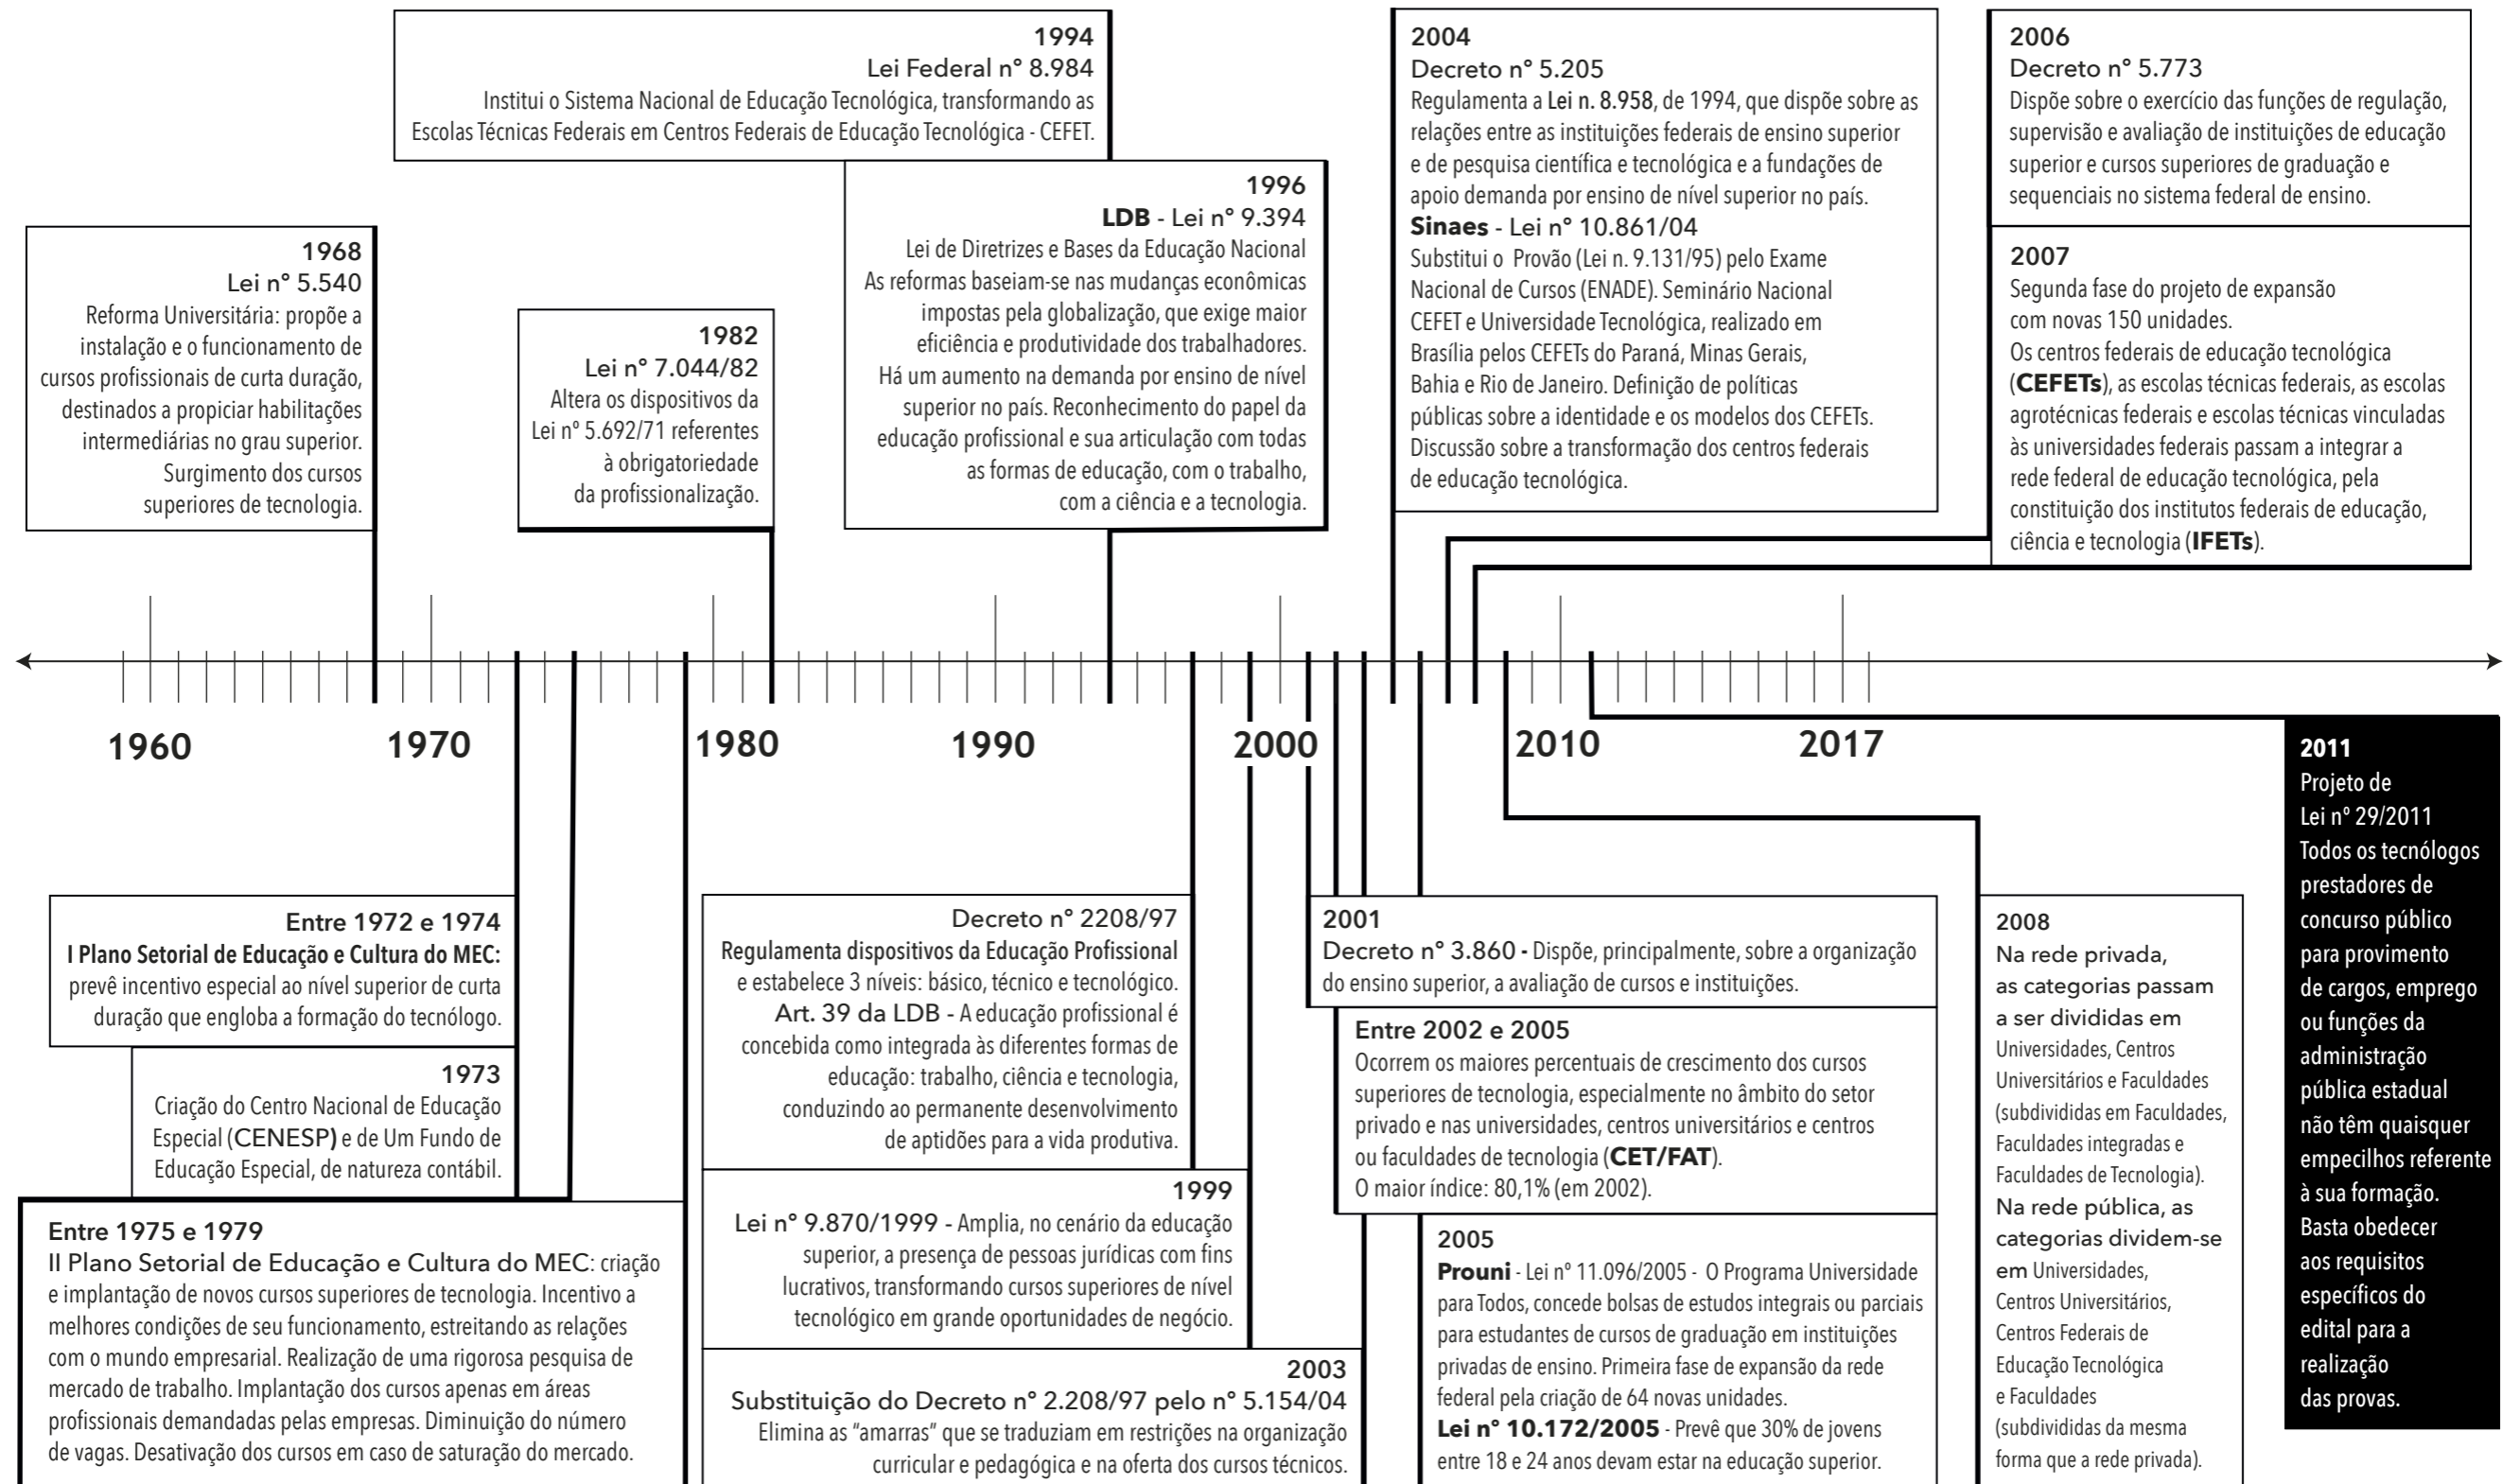 1994
Lei Federal n° 8.984
Institui o Sistema Nacional de Educação Tecnológica, transformando as
Escolas Técnicas Federais em Centros Federais de Educação Tecnológica - CEFET.
1996
LDB - Lei n° 9.394
Lei de Diretrizes e Bases da Educação Nacional
As reformas baseiam-se nas mudanças econômicas
impostas pela globalização, que exige maior
eficiência e produtividade dos trabalhadores.
Há um aumento na demanda por ensino de nível
superior no país. Reconhecimento do papel da
educação profissional e sua articulação com todas
as formas de educação, com o trabalho,
com a ciência e a tecnologia.
1968
Lei n° 5.540
Reforma Universitária: propõe a
instalação e o funcionamento de
cursos profissionais de curta duração,
destinados a propiciar habilitações
intermediárias no grau superior.
Surgimento dos cursos
superiores de tecnologia.
1982
Lei n° 7.044/82
Altera os dispositivos da
Lei nº 5.692/71 referentes
à obrigatoriedade
da profissionalização.
2004
Decreto n° 5.205
Regulamenta a Lei n. 8.958, de 1994, que dispõe sobre as
relações entre as instituições federais de ensino superior
e de pesquisa científica e tecnológica e a fundações de
apoio demanda por ensino de nível superior no país.
Sinaes - Lei n° 10.861/04
Substitui o Provão (Lei n. 9.131/95) pelo Exame
Nacional de Cursos (ENADE). Seminário Nacional
CEFET e Universidade Tecnológica, realizado em
Brasília pelos CEFETs do Paraná, Minas Gerais,
Bahia e Rio de Janeiro. Definição de políticas
públicas sobre a identidade e os modelos dos CEFETs.
Discussão sobre a transformação dos centros federais
de educação tecnológica.
2006
Decreto n° 5.773
Dispõe sobre o exercício das funções de regulação,
supervisão e avaliação de instituições de educação
superior e cursos superiores de graduação e
sequenciais no sistema federal de ensino.
2007
Segunda fase do projeto de expansão
com novas 150 unidades.
Os centros federais de educação tecnológica
(CEFETs), as escolas técnicas federais, as escolas
agrotécnicas federais e escolas técnicas vinculadas
às universidades federais passam a integrar a
rede federal de educação tecnológica, pela
constituição dos institutos federais de educação,
ciência e tecnologia (IFETs).
1960 1970 1980 1990 2000 2010 2017
Entre 1972 e 1974
I Plano Setorial de Educação e Cultura do MEC:
prevê incentivo especial ao nível superior de curta
duração que engloba a formação do tecnólogo.
1973
Criação do Centro Nacional de Educação
Especial (CENESP) e de Um Fundo de
Educação Especial, de natureza contábil.
Entre 1975 e 1979
II Plano Setorial de Educação e Cultura do MEC: criação
e implantação de novos cursos superiores de tecnologia. Incentivo a
melhores condições de seu funcionamento, estreitando as relações
com o mundo empresarial. Realização de uma rigorosa pesquisa de
mercado de trabalho. Implantação dos cursos apenas em áreas
profissionais demandadas pelas empresas. Diminuição do número
de vagas. Desativação dos cursos em caso de saturação do mercado.
Decreto n° 2208/97
Regulamenta dispositivos da Educação Profissional
e estabelece 3 níveis: básico, técnico e tecnológico.
Art. 39 da LDB - A educação profissional é
concebida como integrada às diferentes formas de
educação: trabalho, ciência e tecnologia,
conduzindo ao permanente desenvolvimento
de aptidões para a vida produtiva.
1999
Lei n° 9.870/1999 - Amplia, no cenário da educação
superior, a presença de pessoas jurídicas com fins
lucrativos, transformando cursos superiores de nível
tecnológico em grande oportunidades de negócio.
2003
Substituição do Decreto n° 2.208/97 pelo n° 5.154/04
Elimina as "amarras" que se traduziam em restrições na organização
curricular e pedagógica e na oferta dos cursos técnicos.
2001
Decreto n° 3.860 - Dispõe, principalmente, sobre a organização
do ensino superior, a avaliação de cursos e instituições.
Entre 2002 e 2005
Ocorrem os maiores percentuais de crescimento dos cursos
superiores de tecnologia, especialmente no âmbito do setor
privado e nas universidades, centros universitários e centros
ou faculdades de tecnologia (CET/FAT).
O maior índice: 80,1% (em 2002).
2005
Prouni - Lei nº 11.096/2005 - O Programa Universidade
para Todos, concede bolsas de estudos integrais ou parciais
para estudantes de cursos de graduação em instituições
privadas de ensino. Primeira fase de expansão da rede
federal pela criação de 64 novas unidades.
Lei n° 10.172/2005 - Prevê que 30% de jovens
entre 18 e 24 anos devam estar na educação superior.
2008
Na rede privada,
as categorias passam
a ser divididas em
Universidades, Centros
Universitários e Faculdades
(subdivididas em Faculdades,
Faculdades integradas e
Faculdades de Tecnologia).
Na rede pública, as
categorias dividem-se
em Universidades,
Centros Universitários,
Centros Federais de
Educação Tecnológica
e Faculdades
(subdivididas da mesma
forma que a rede privada).
2011
Projeto de
Lei nº 29/2011
Todos os tecnólogos
prestadores de
concurso público
para provimento
de cargos, emprego
ou funções da
administração
pública estadual
não têm quaisquer
empecilhos referente
à sua formação.
Basta obedecer
aos requisitos
específicos do
edital para a
realização
das provas.